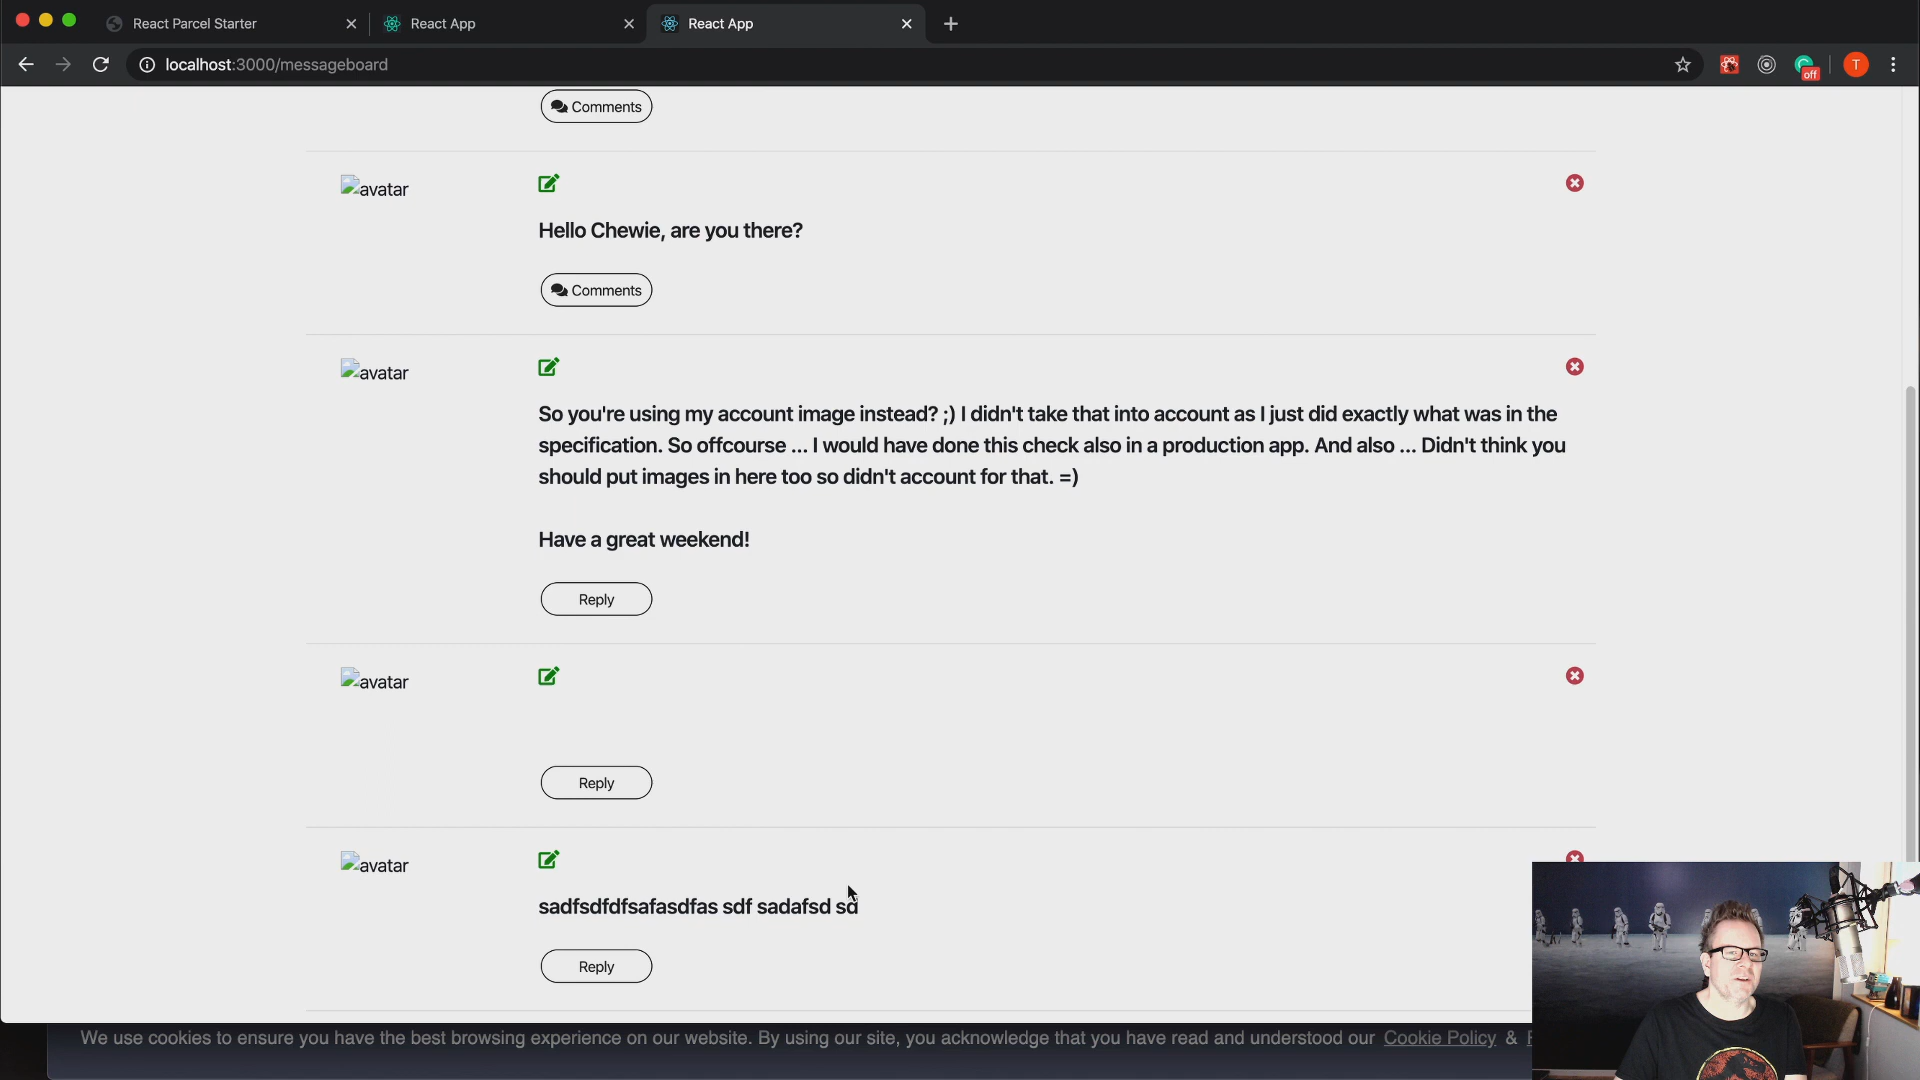 React Parcel Starter
React App
React App
localhost:3000/messageboard
off
T
Comments
avatar
Hello Chewie, are you there?
Comments
avatar
So you're using my account image instead? ;) I didn't take that into account as I just did exactly what was in the
specification. So offcourse ... I would have done this check also in a production app. And also ... Didn't think you
should put images in here too so didn't account for that. =)
Have a great weekend!
Reply
avatar
Reply
avatar
sadfsdfdfsafasdfas sdf sadafsd sd
Reply
We use cookies to ensure you have the best browsing experience on our website. By using our site, you acknowledge that you have read and understood our Cookie Policy &